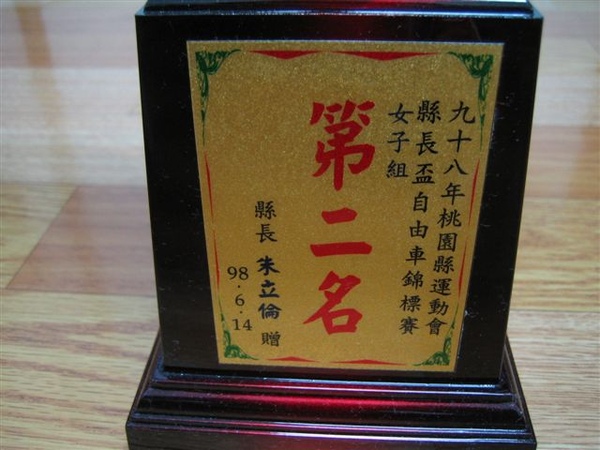 九十八年桃園縣運動會
縣長盃自由車錦標賽
女子組
第二名
縣長 朱立倫 贈
98．6．14